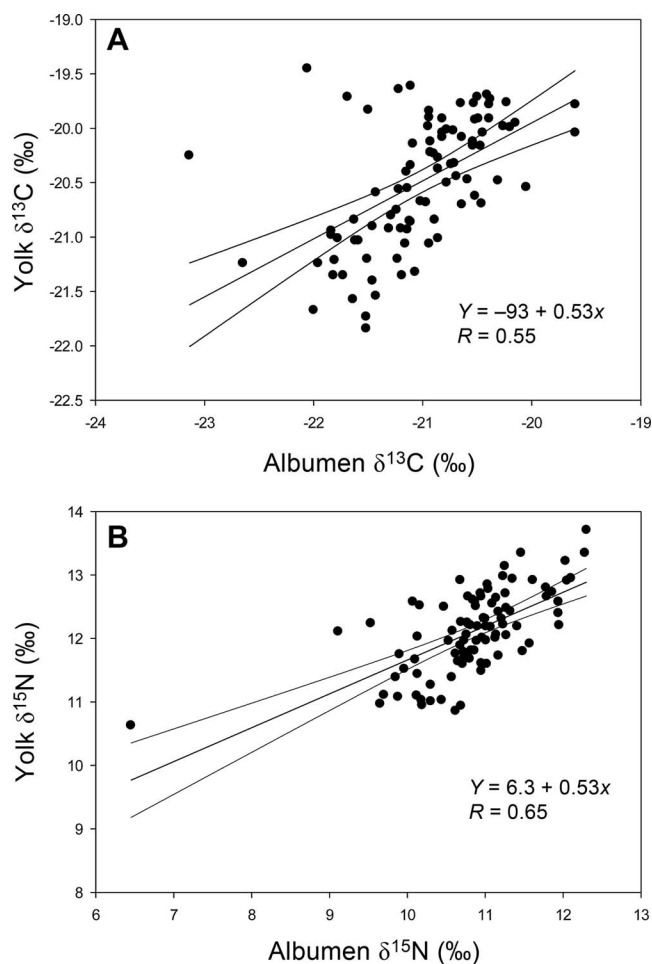 A
-19.0
-19.5
-20.0
-20.5
-21.0
-21.5
-22.0
-22.5
Yolk δ¹³C (‰)
Y = –93 + 0.53x
R = 0.55
-24 -23 -22 -21 -20 -19
Albumen δ¹³C (‰)
B
14
13
12
11
10
9
8
Yolk δ¹⁵N (‰)
Y = 6.3 + 0.53x
R = 0.65
6 7 8 9 10 11 12 13
Albumen δ¹⁵N (‰)